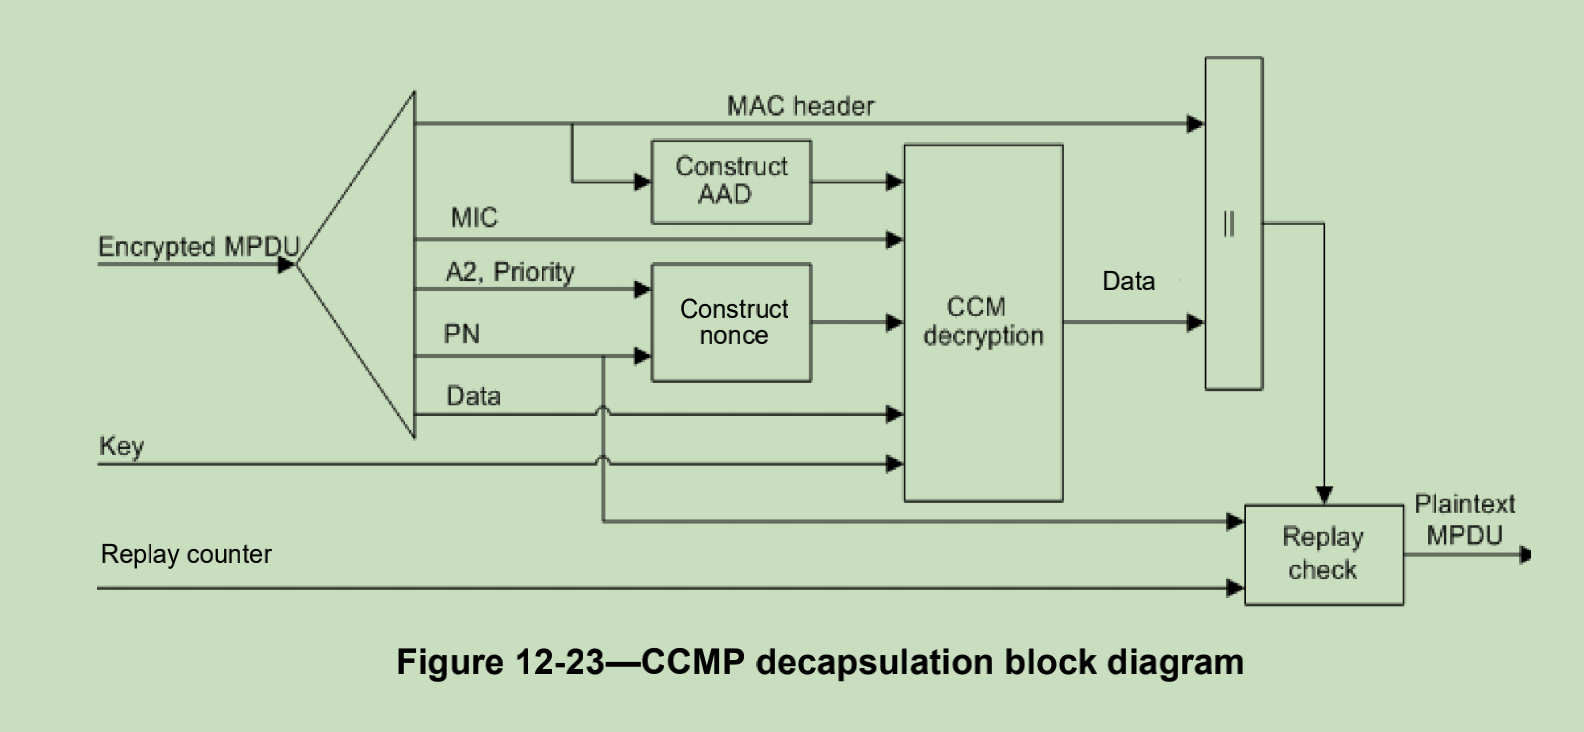 MAC header
Construct
AAD
MIC
Encrypted MPDU
A2, Priority
Construct
nonce
PN
Data
Key
CCM
decryption
Data
||
Replay counter
Replay
check
Plaintext
MPDU
Figure 12-23—CCMP decapsulation block diagram